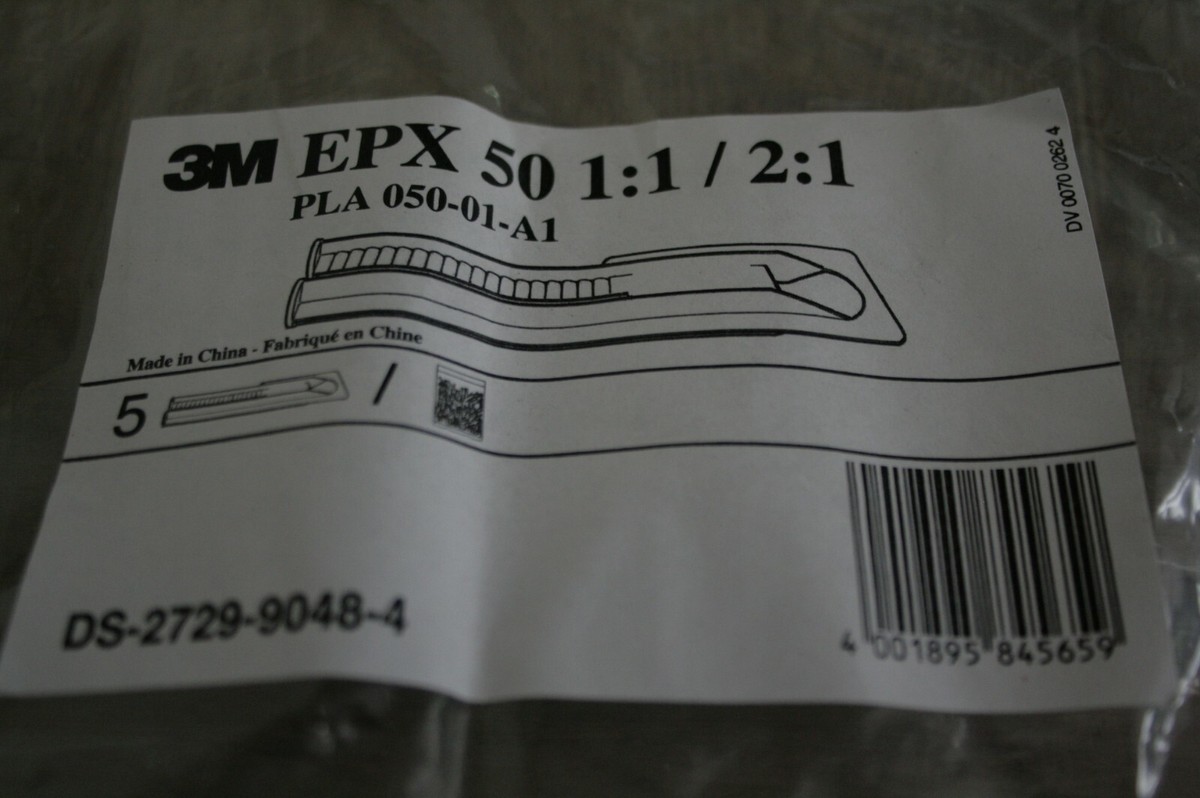 3M EPX 50 1:1 / 2:1
PLA 050-01-A1
DV 0070 0262 4
Made in China - Fabriqué en Chine
5 /
DS-2729-9048-4
4 001895 845659